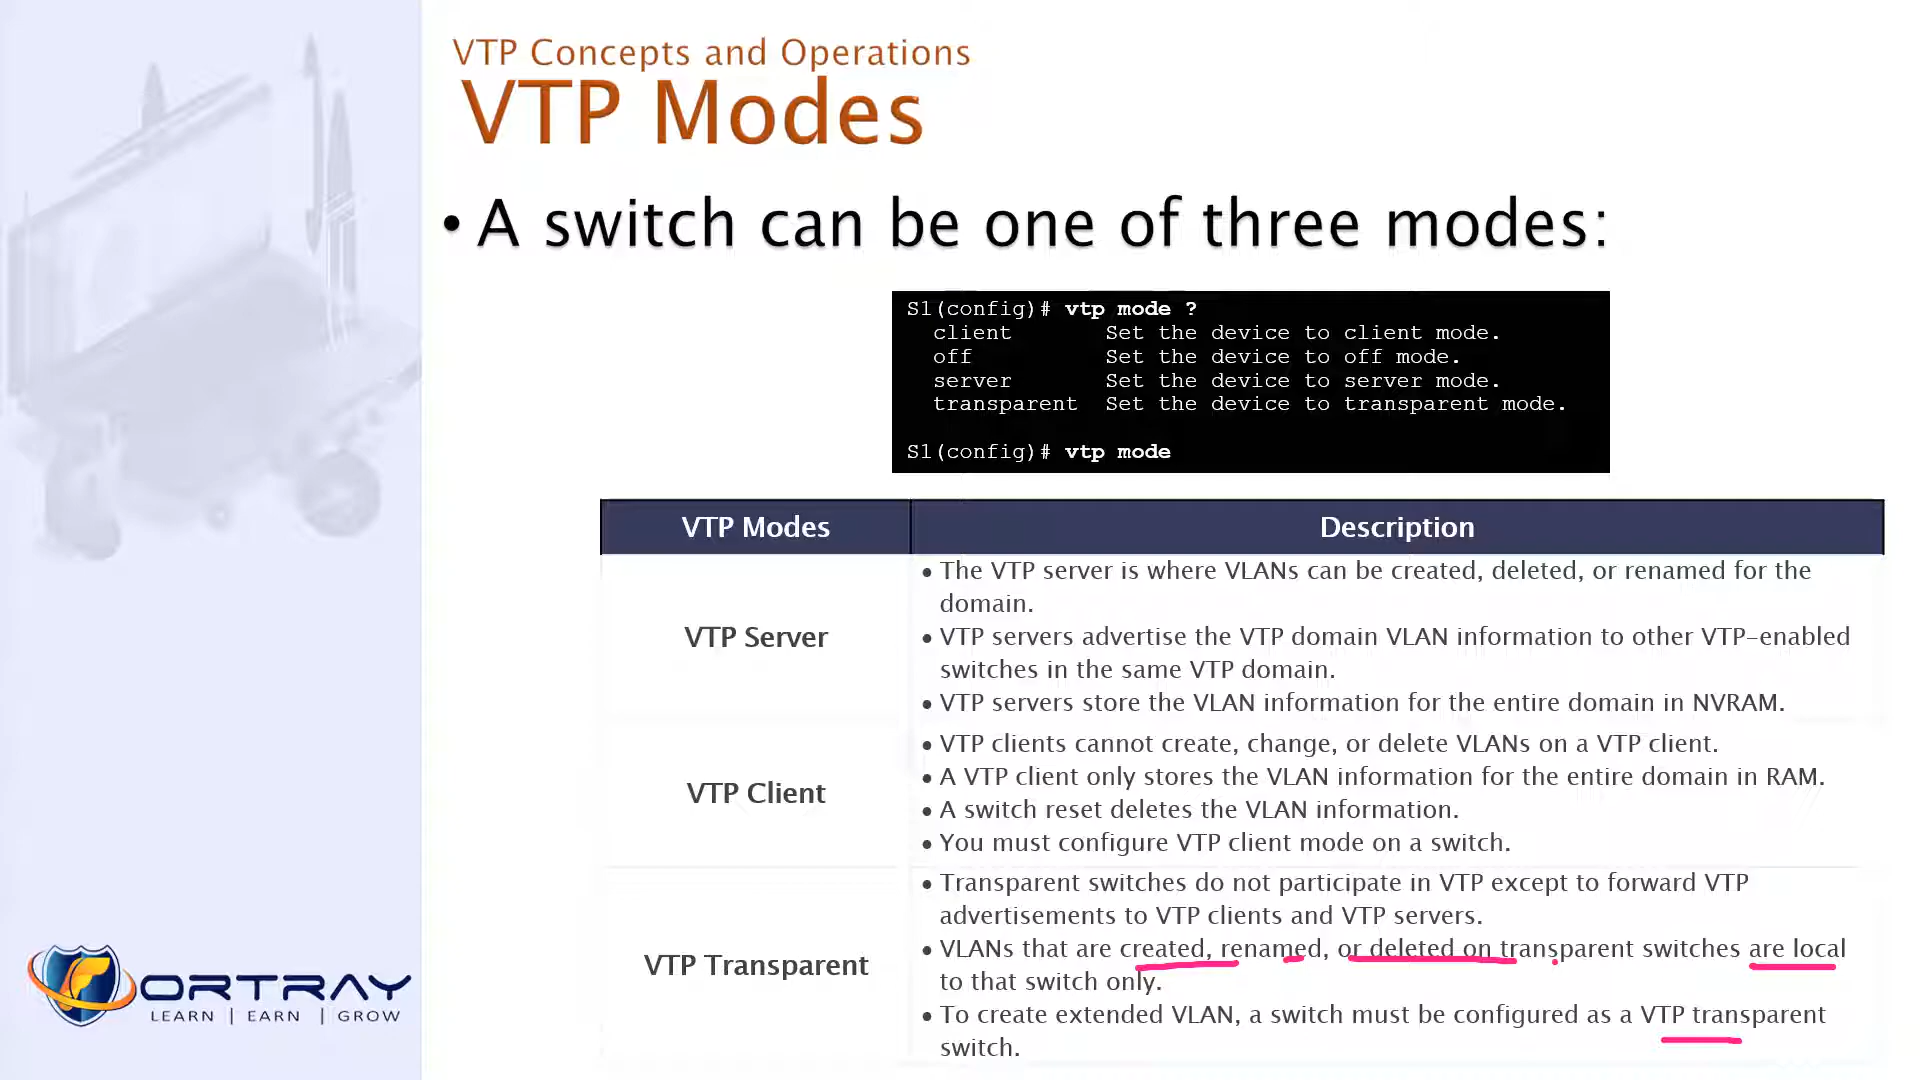 VTP Concepts and Operations
VTP Modes
• A switch can be one of three modes:
S1(config)# vtp mode ?
client Set the device to client mode.
off Set the device to off mode.
server Set the device to server mode.
transparent Set the device to transparent mode.
S1(config)# vtp mode
VTP Modes Description
VTP Server
• The VTP server is where VLANs can be created, deleted, or renamed for the
domain.
• VTP servers advertise the VTP domain VLAN information to other VTP-enabled
switches in the same VTP domain.
• VTP servers store the VLAN information for the entire domain in NVRAM.
VTP Client
• VTP clients cannot create, change, or delete VLANs on a VTP client.
• A VTP client only stores the VLAN information for the entire domain in RAM.
• A switch reset deletes the VLAN information.
• You must configure VTP client mode on a switch.
VTP Transparent
• Transparent switches do not participate in VTP except to forward VTP
advertisements to VTP clients and VTP servers.
• VLANs that are created, renamed, or deleted on transparent switches are local
to that switch only.
• To create extended VLAN, a switch must be configured as a VTP transparent
switch.
FORTRAY
LEARN | EARN | GROW